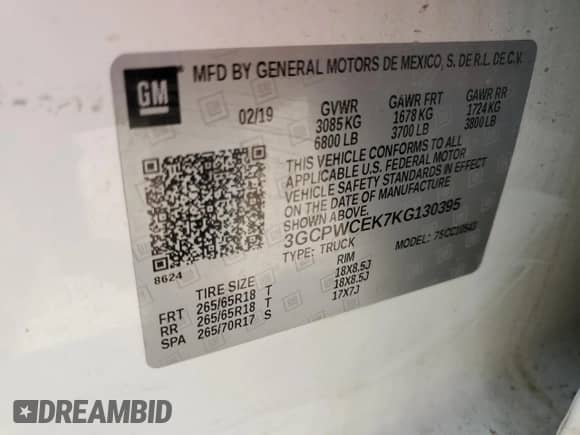 GM
MFD BY GENERAL MOTORS DE MEXICO, S. DE R.L. DE C.V.
02/19 GVWR GAWR FRT GAWR RR
3085 KG 1678 KG 1724 KG
6800 LB 3700 LB 3800 LB
THIS VEHICLE CONFORMS TO ALL
APPLICABLE U.S. FEDERAL MOTOR
VEHICLE SAFETY STANDARDS IN EFFECT
ON THE DATE OF MANUFACTURE
SHOWN ABOVE.
3GCPWCEK7KG130395
TYPE: TRUCK MODEL:
8624
TIRE SIZE RIM
FRT 265/65R18 T 18X8.5J
RR 265/65R18 T 18X8.5J
SPA 265/70R17 S 17X7J
DREAMBID